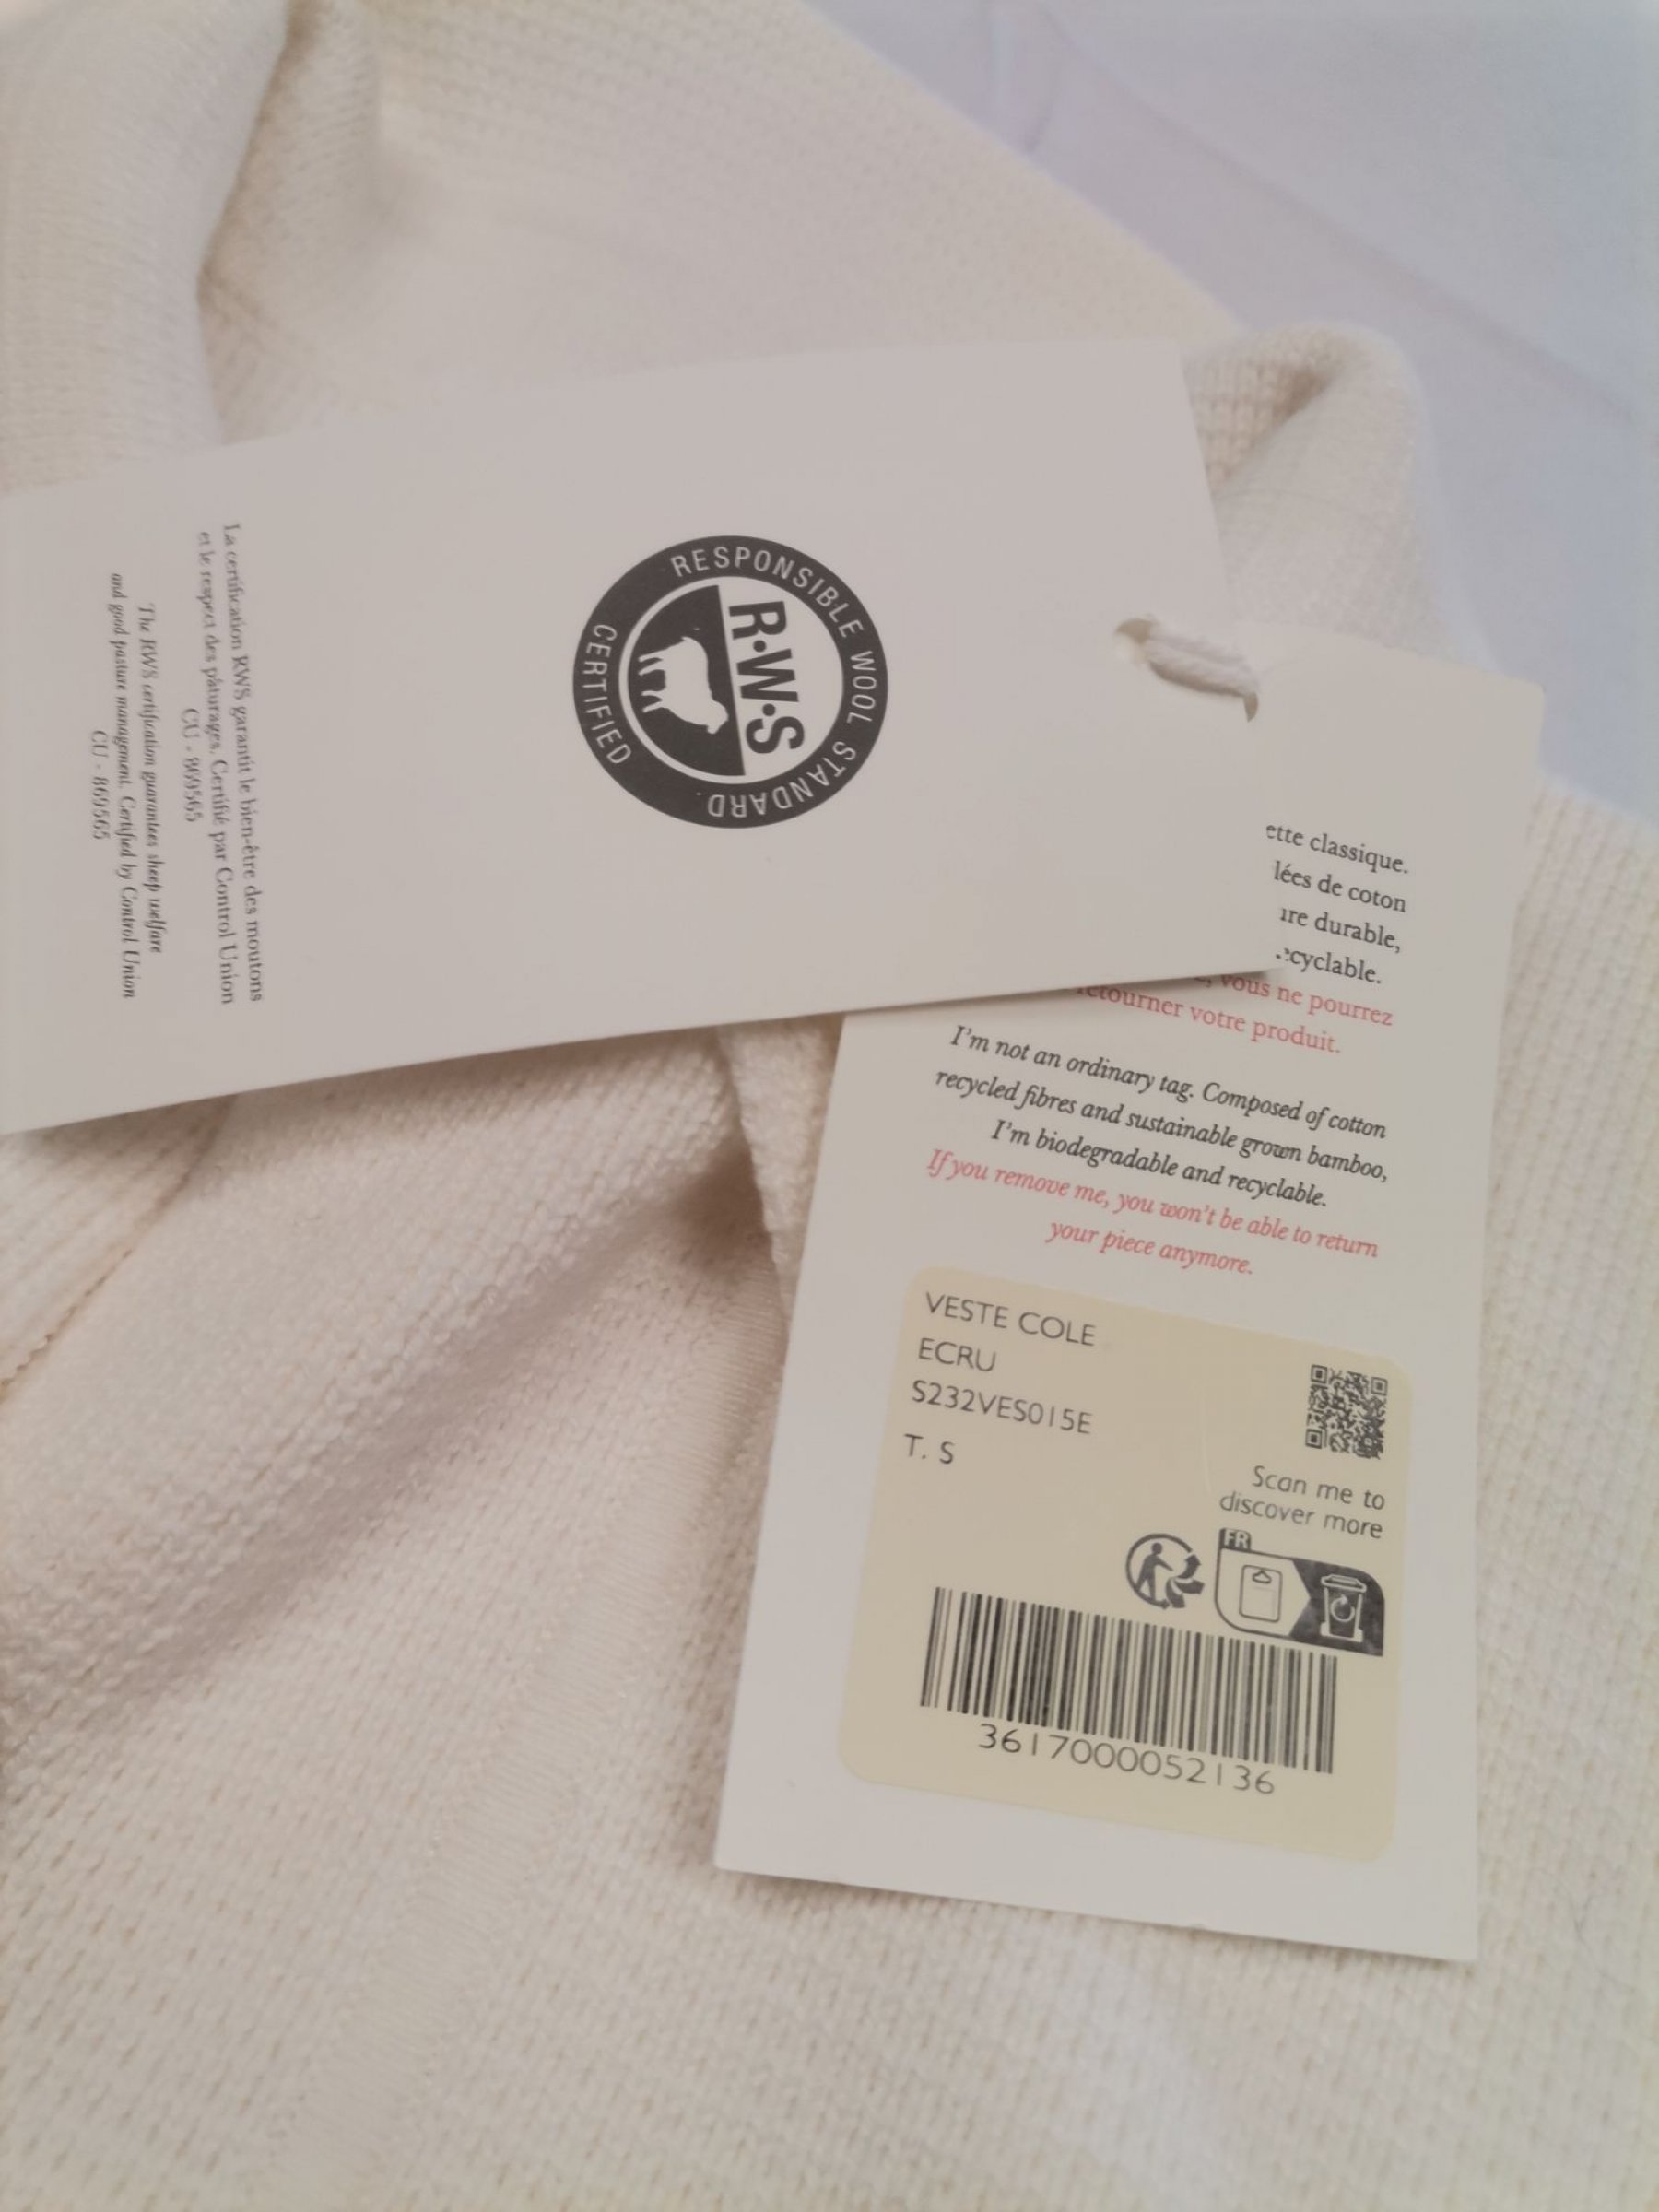 RESPONSIBLE WOOL STANDARD
R·W·S
CERTIFIED
La certification RWS garantit le bien-être des moutons
et le respect des pâturages. Certifié par Control Union
CU - 869565
The RWS certification guarantees sheep welfare
and good pasture management. Certified by Control Union
CU - 869565
classique.
de coton
durable,
vous ne pourrez
retourner votre produit.
I'm not an ordinary tag. Composed of cotton
recycled fibres and sustainable grown bamboo,
I'm biodegradable and recyclable.
If you remove me, you won't be able to return
your piece anymore.
VESTE COLE
ECRU
S232VES015E
T. S
Scan me to
discover more
FR
3617000052136